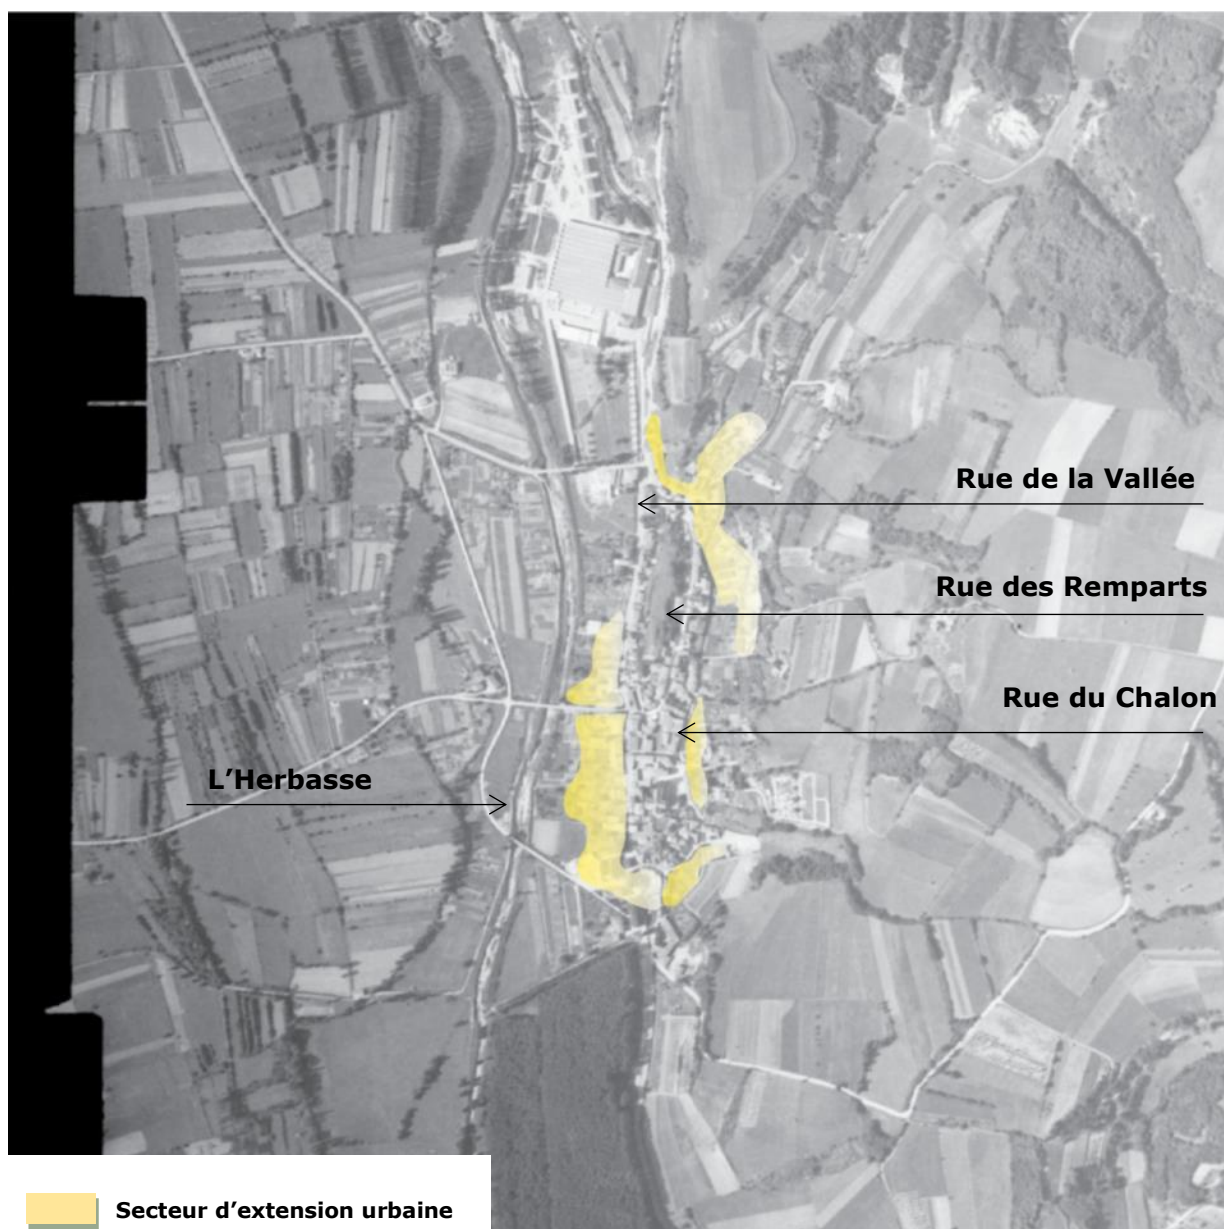 Rue de la Vallée
Rue des Remparts
Rue du Chalon
L’Herbasse
Secteur d’extension urbaine